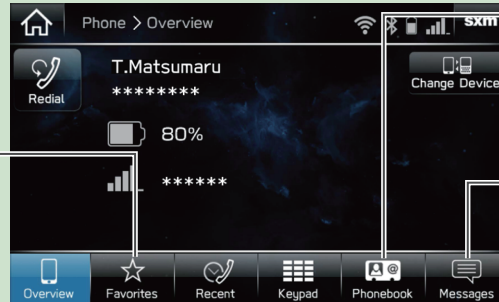 Phone > Overview
sxm
Redial
T.Matsumaru
********
Change Device
80%
******
Overview
Favorites
Recent
Keypad
Phonebook
Messages